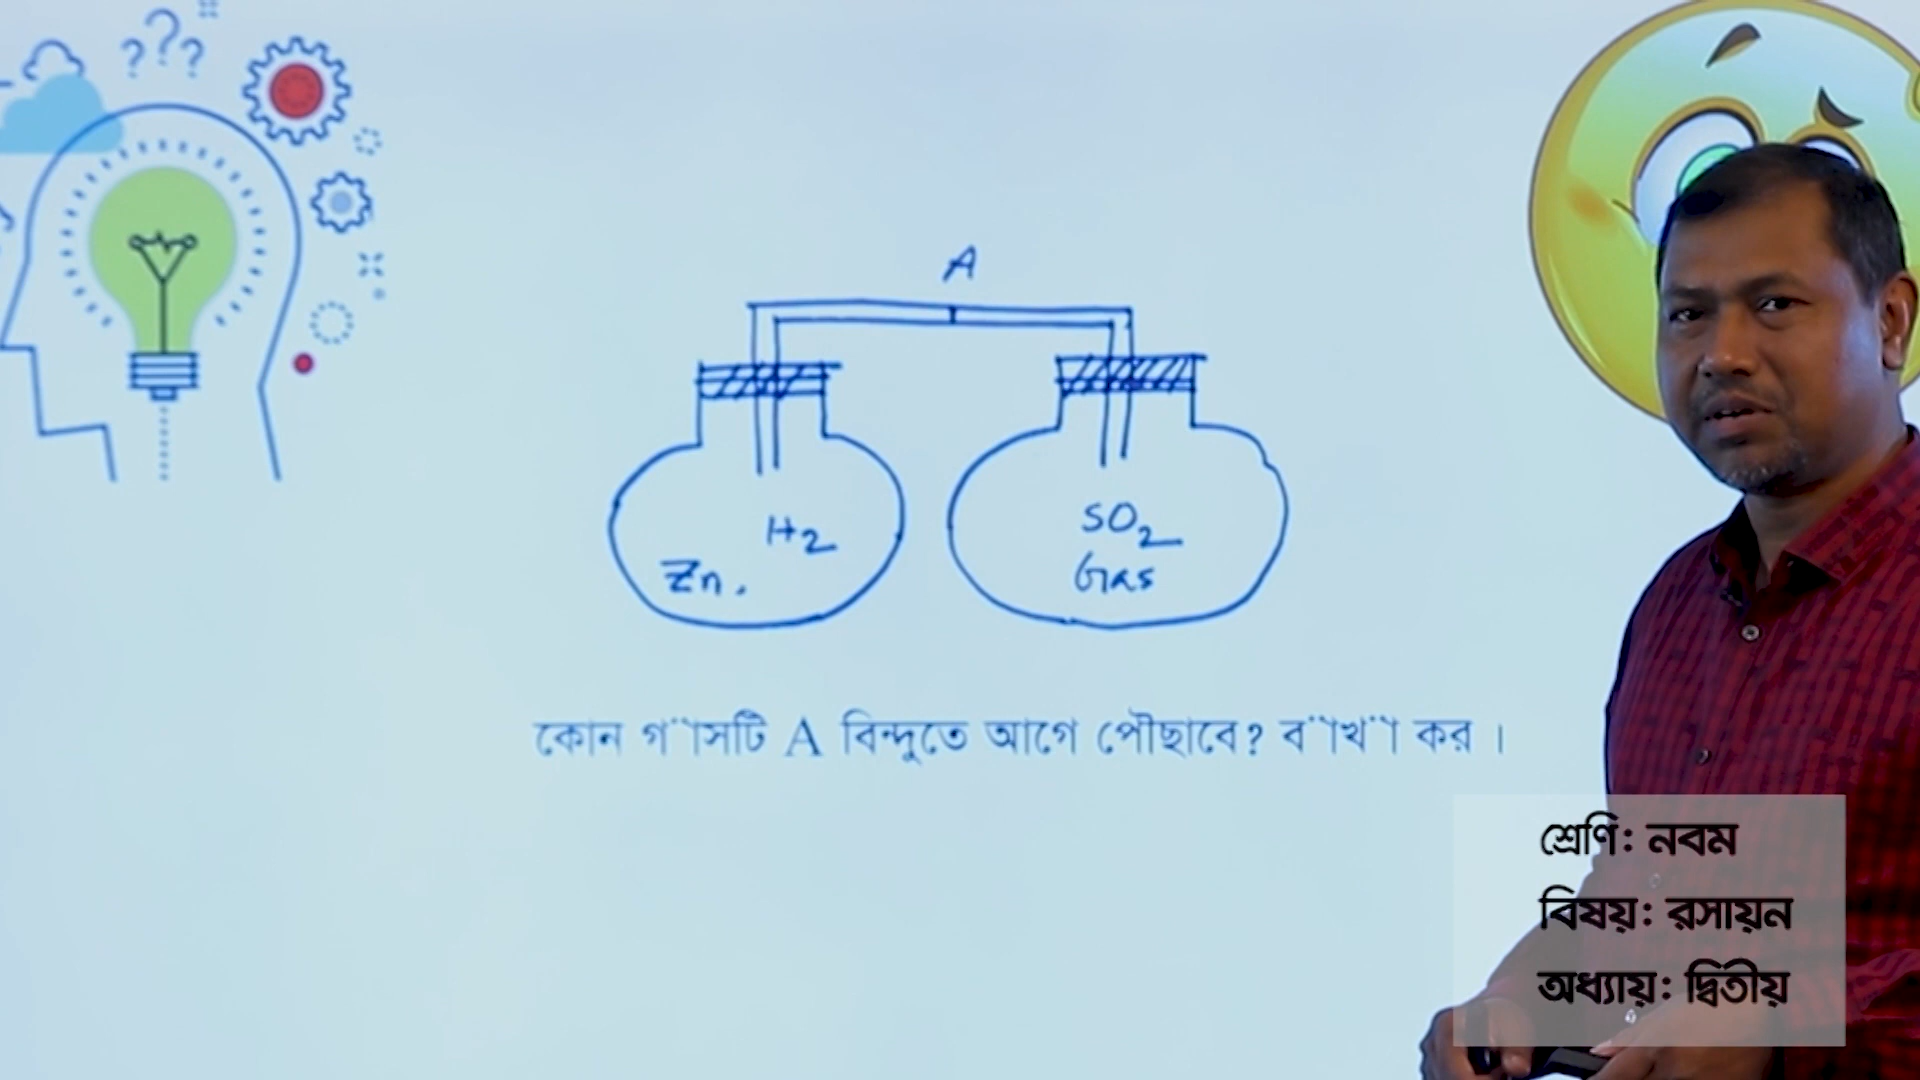 ???
A
H2
Zn.
SO2
Gas
কোন গ্যাসটি A বিন্দুতে আগে পৌছাবে? ব্যাখ্যা কর ।
শ্রেণি: নবম
বিষয়: রসায়ন
অধ্যায়: দ্বিতীয়